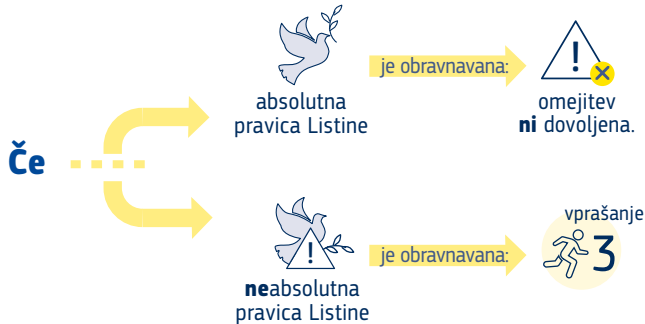 Če
absolutna
pravica Listine
je obravnavana:
!
omejitev
ni dovoljena.
!
neabsolutna
pravica Listine
je obravnavana:
vprašanje
3